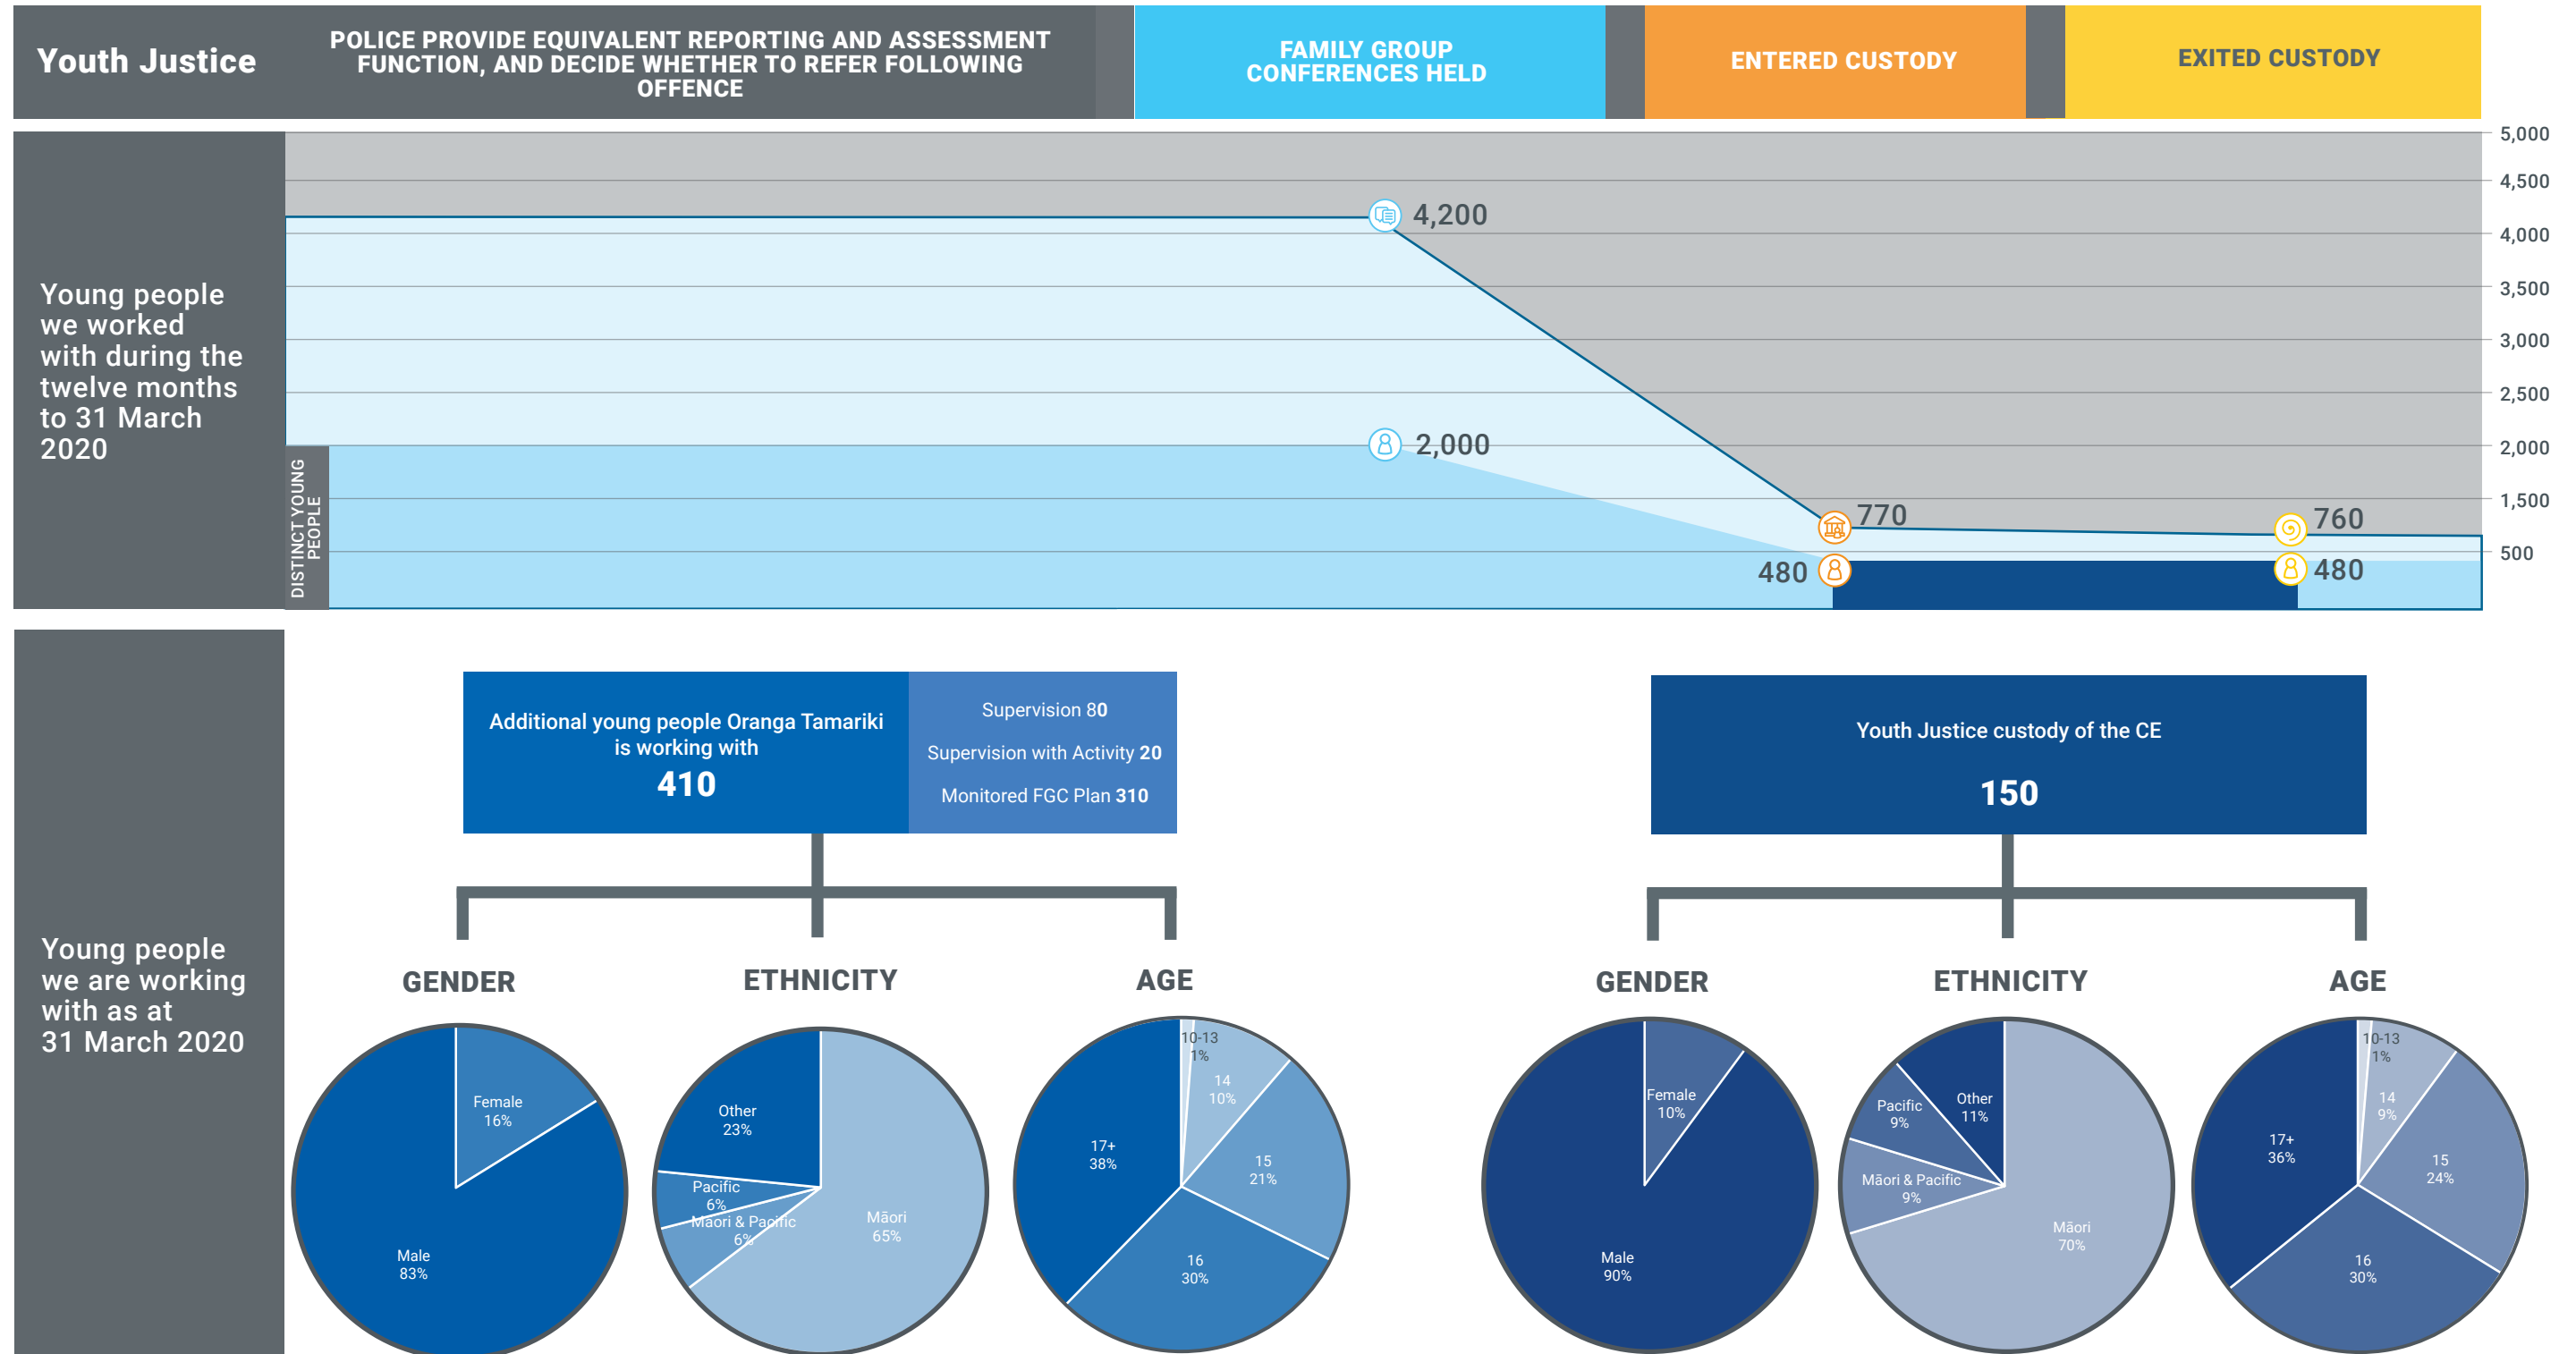 Youth Justice
POLICE PROVIDE EQUIVALENT REPORTING AND ASSESSMENT
FUNCTION, AND DECIDE WHETHER TO REFER FOLLOWING
OFFENCE
FAMILY GROUP
CONFERENCES HELD
ENTERED CUSTODY
EXITED CUSTODY
Young people
we worked
with during the
twelve months
to 31 March
2020
DISTINCT YOUNG
PEOPLE
4,200
2,000
770
480
760
480
5,000
4,500
4,000
3,500
3,000
2,500
2,000
1,500
500
Young people
we are working
with as at
31 March 2020
Additional young people Oranga Tamariki
is working with
410
Supervision 80
Supervision with Activity 20
Monitored FGC Plan 310
GENDER
Female
16%
Male
83%
ETHNICITY
Other
23%
Pacific
6%
Māori & Pacific
6%
Māori
65%
AGE
10-13
1%
14
10%
15
21%
16
30%
17+
38%
Youth Justice custody of the CE
150
GENDER
Female
10%
Male
90%
ETHNICITY
Other
11%
Pacific
9%
Māori & Pacific
9%
Māori
70%
AGE
10-13
1%
14
9%
15
24%
16
30%
17+
36%